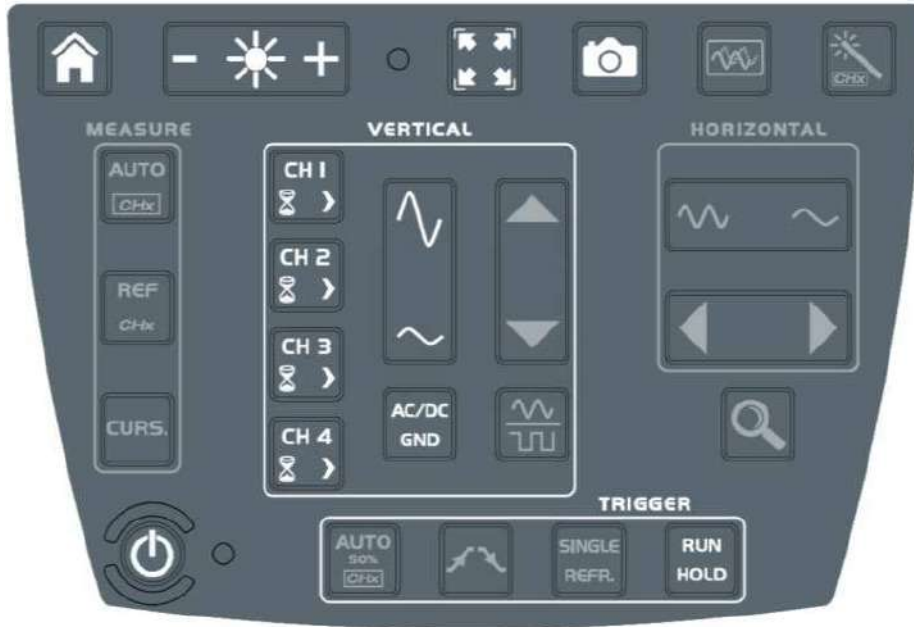 - +
CHx
MEASURE
VERTICAL
HORIZONTAL
AUTO
CHx
REF
CHx
CURS.
CH 1
CH 2
CH 3
CH 4
AC/DC
GND
TRIGGER
AUTO
50%
CHx
SINGLE
REFR.
RUN
HOLD